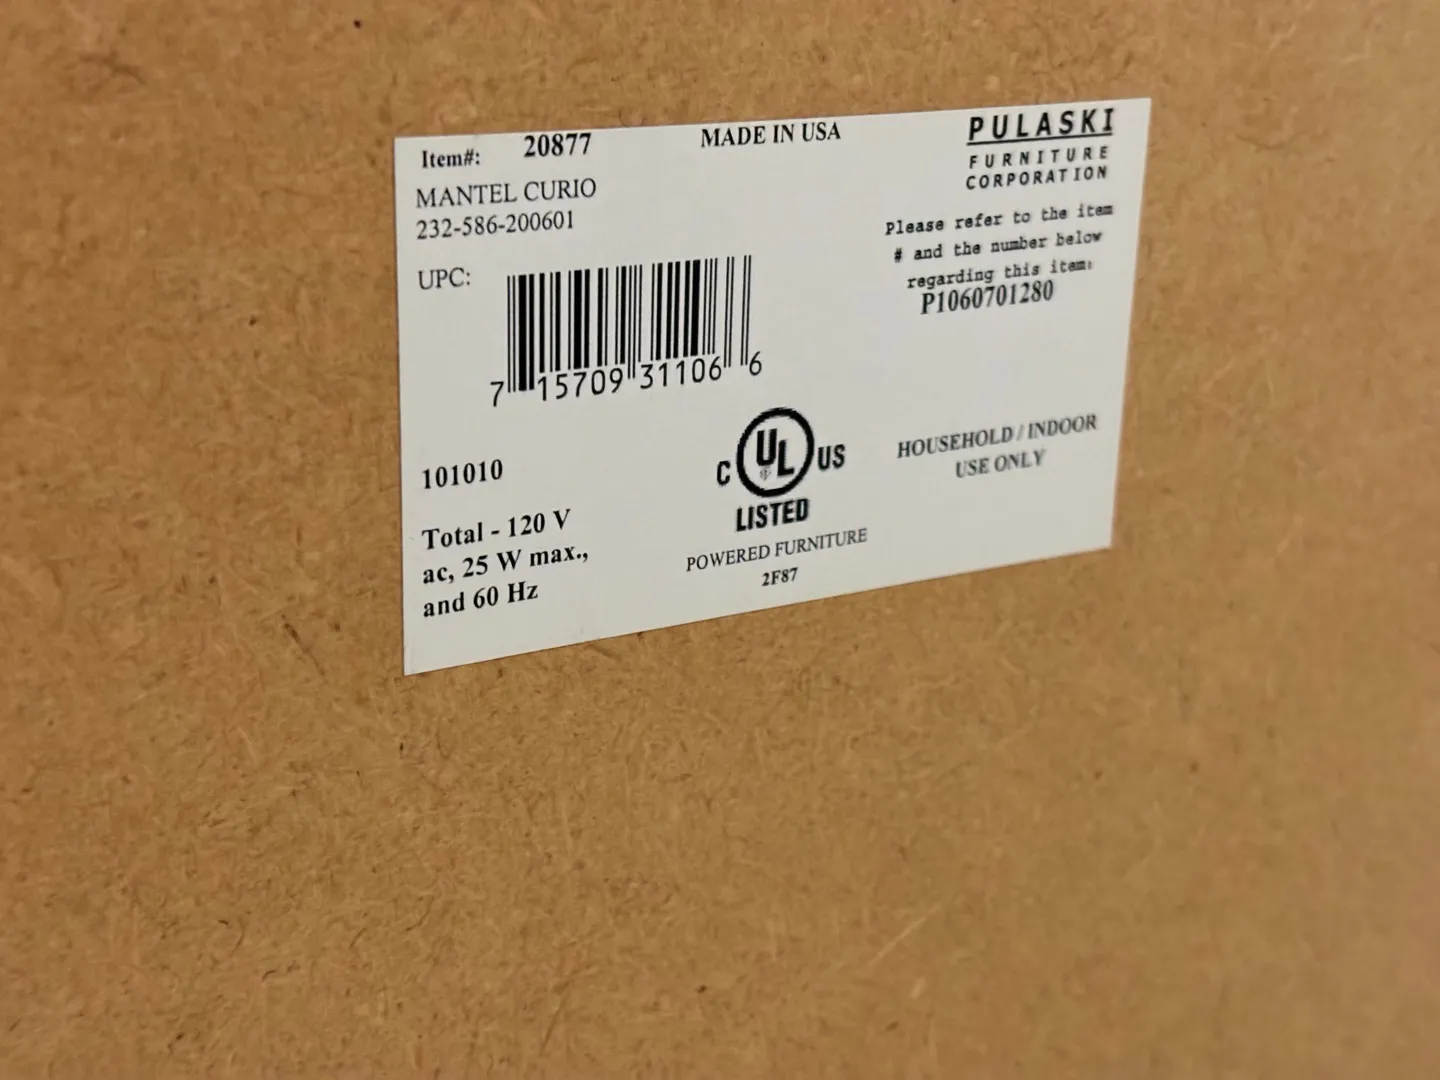 Item#: 20877
MADE IN USA
PULASKI
FURNITURE
CORPORATION
MANTEL CURIO
232-586-200601
Please refer to the item
# and the number below
regarding this item:
P1060701280
UPC:
7 15709 31106 6
101010
Total - 120 V
ac, 25 W max.,
and 60 Hz
C UL US
LISTED
POWERED FURNITURE
2F87
HOUSEHOLD / INDOOR
USE ONLY